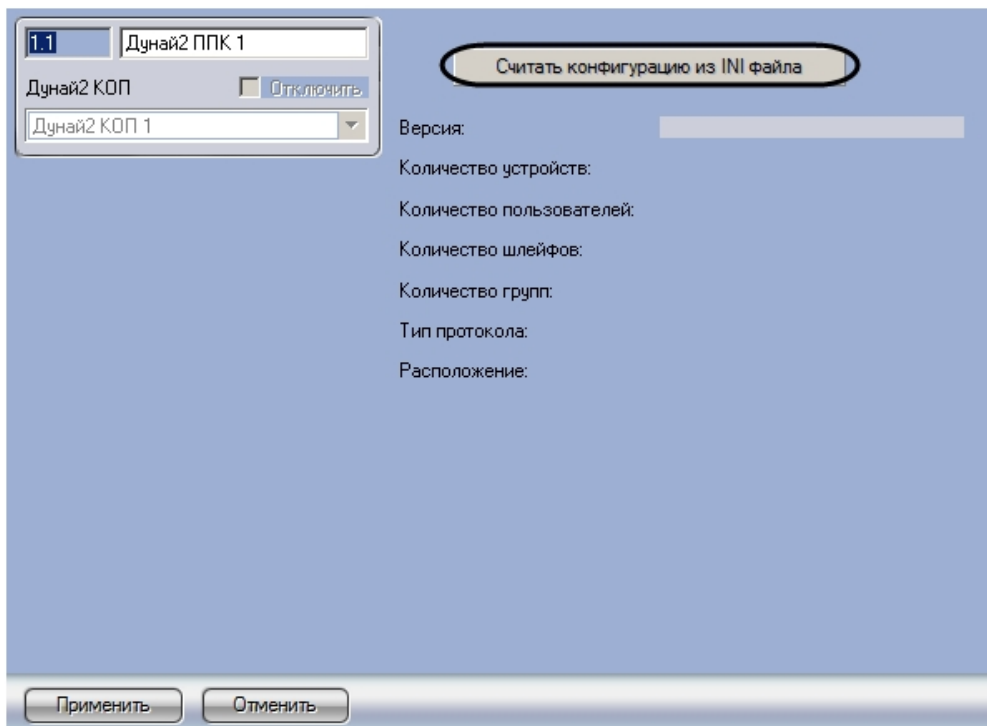 1.1 Дунай2 ППК 1
Дунай2 КОП Отключить
Дунай2 КОП 1
Считать конфигурацию из INI файла
Версия:
Количество устройств:
Количество пользователей:
Количество шлейфов:
Количество групп:
Тип протокола:
Расположение:
Применить Отменить